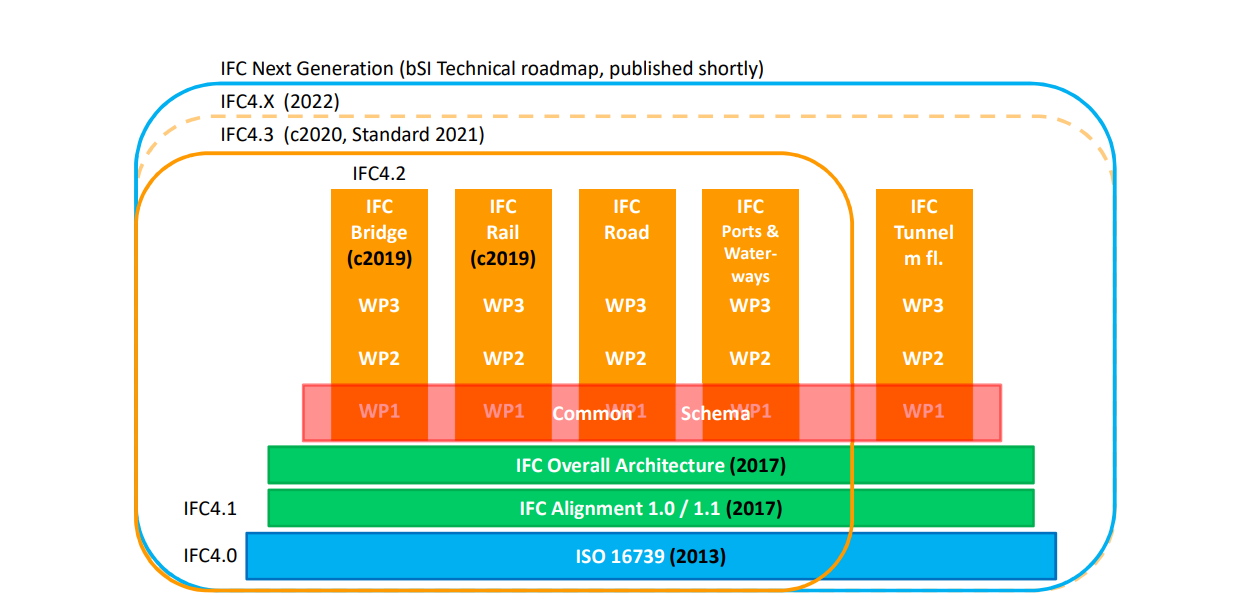 IFC Next Generation (bSI Technical roadmap, published shortly)
IFC4.X (2022)
IFC4.3 (c2020, Standard 2021)
IFC4.2
IFC
Bridge
(c2019)
WP3
WP2
WP1
IFC
Rail
(c2019)
WP3
WP2
WP1
IFC
Road
WP3
WP2
WP1
IFC
Ports &
Water-
ways
WP3
WP2
WP1
IFC
Tunnel
m fl.
WP3
WP2
WP1
Common Schema
IFC Overall Architecture (2017)
IFC4.1
IFC Alignment 1.0 / 1.1 (2017)
IFC4.0
ISO 16739 (2013)